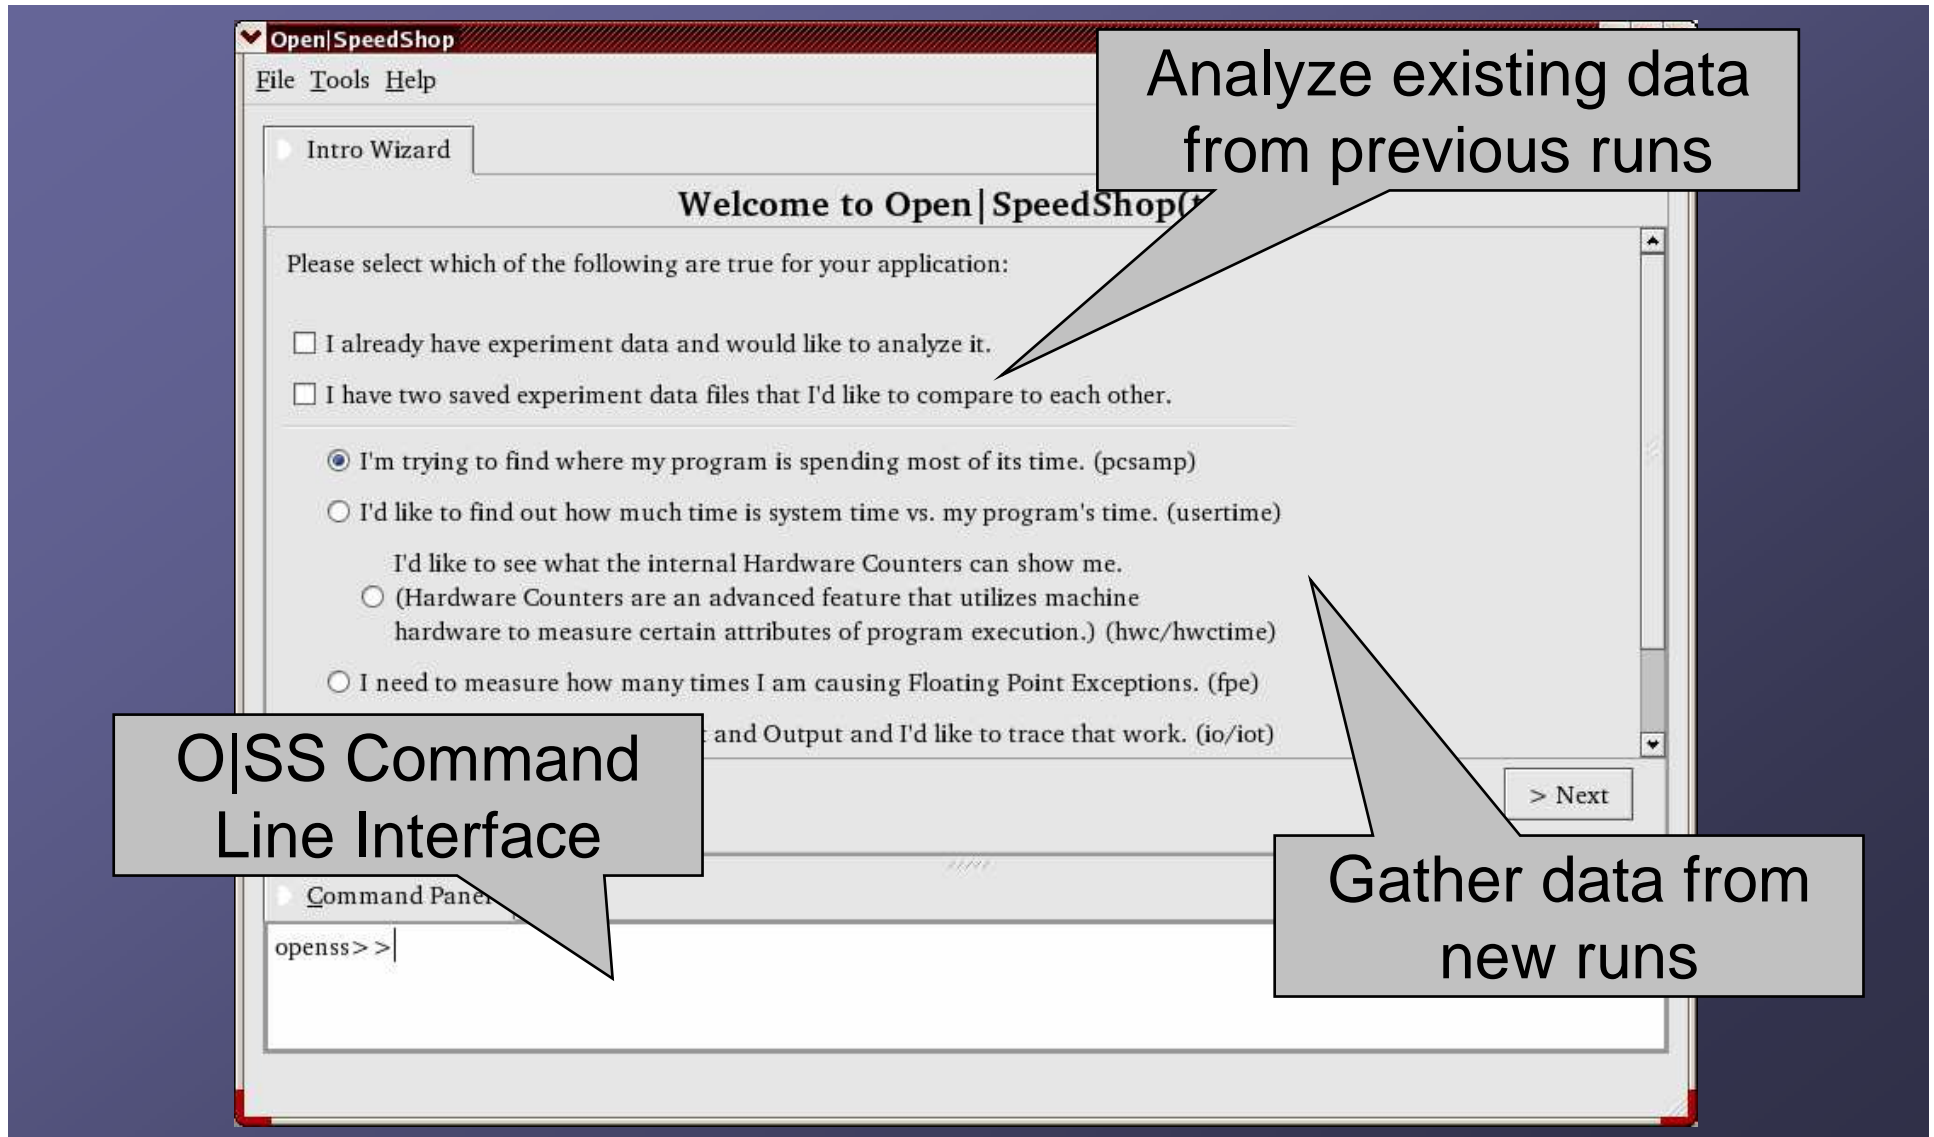 Open|SpeedShop
File Tools Help
Analyze existing data
from previous runs
Intro Wizard
Welcome to Open|SpeedShop(t
Please select which of the following are true for your application:
I already have experiment data and would like to analyze it.
I have two saved experiment data files that I'd like to compare to each other.
I'm trying to find where my program is spending most of its time. (pcsamp)
I'd like to find out how much time is system time vs. my program's time. (usertime)
I'd like to see what the internal Hardware Counters can show me.
(Hardware Counters are an advanced feature that utilizes machine
hardware to measure certain attributes of program execution.) (hwc/hwctime)
I need to measure how many times I am causing Floating Point Exceptions. (fpe)
and Output and I'd like to trace that work. (io/iot)
O|SS Command
Line Interface
> Next
Gather data from
new runs
Command Panel
openss>>